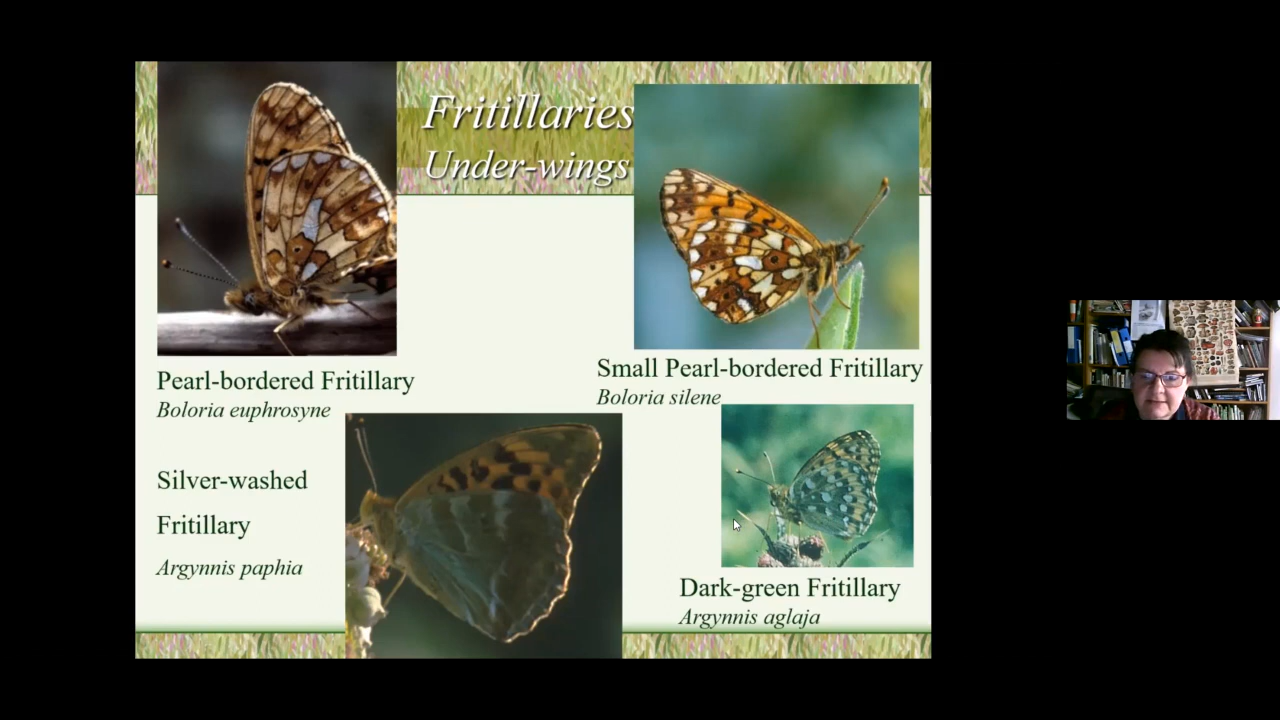 Fritillaries
Under-wings
Pearl-bordered Fritillary
Boloria euphrosyne
Small Pearl-bordered Fritillary
Boloria silene
Silver-washed
Fritillary
Argynnis paphia
Dark-green Fritillary
Argynnis aglaja